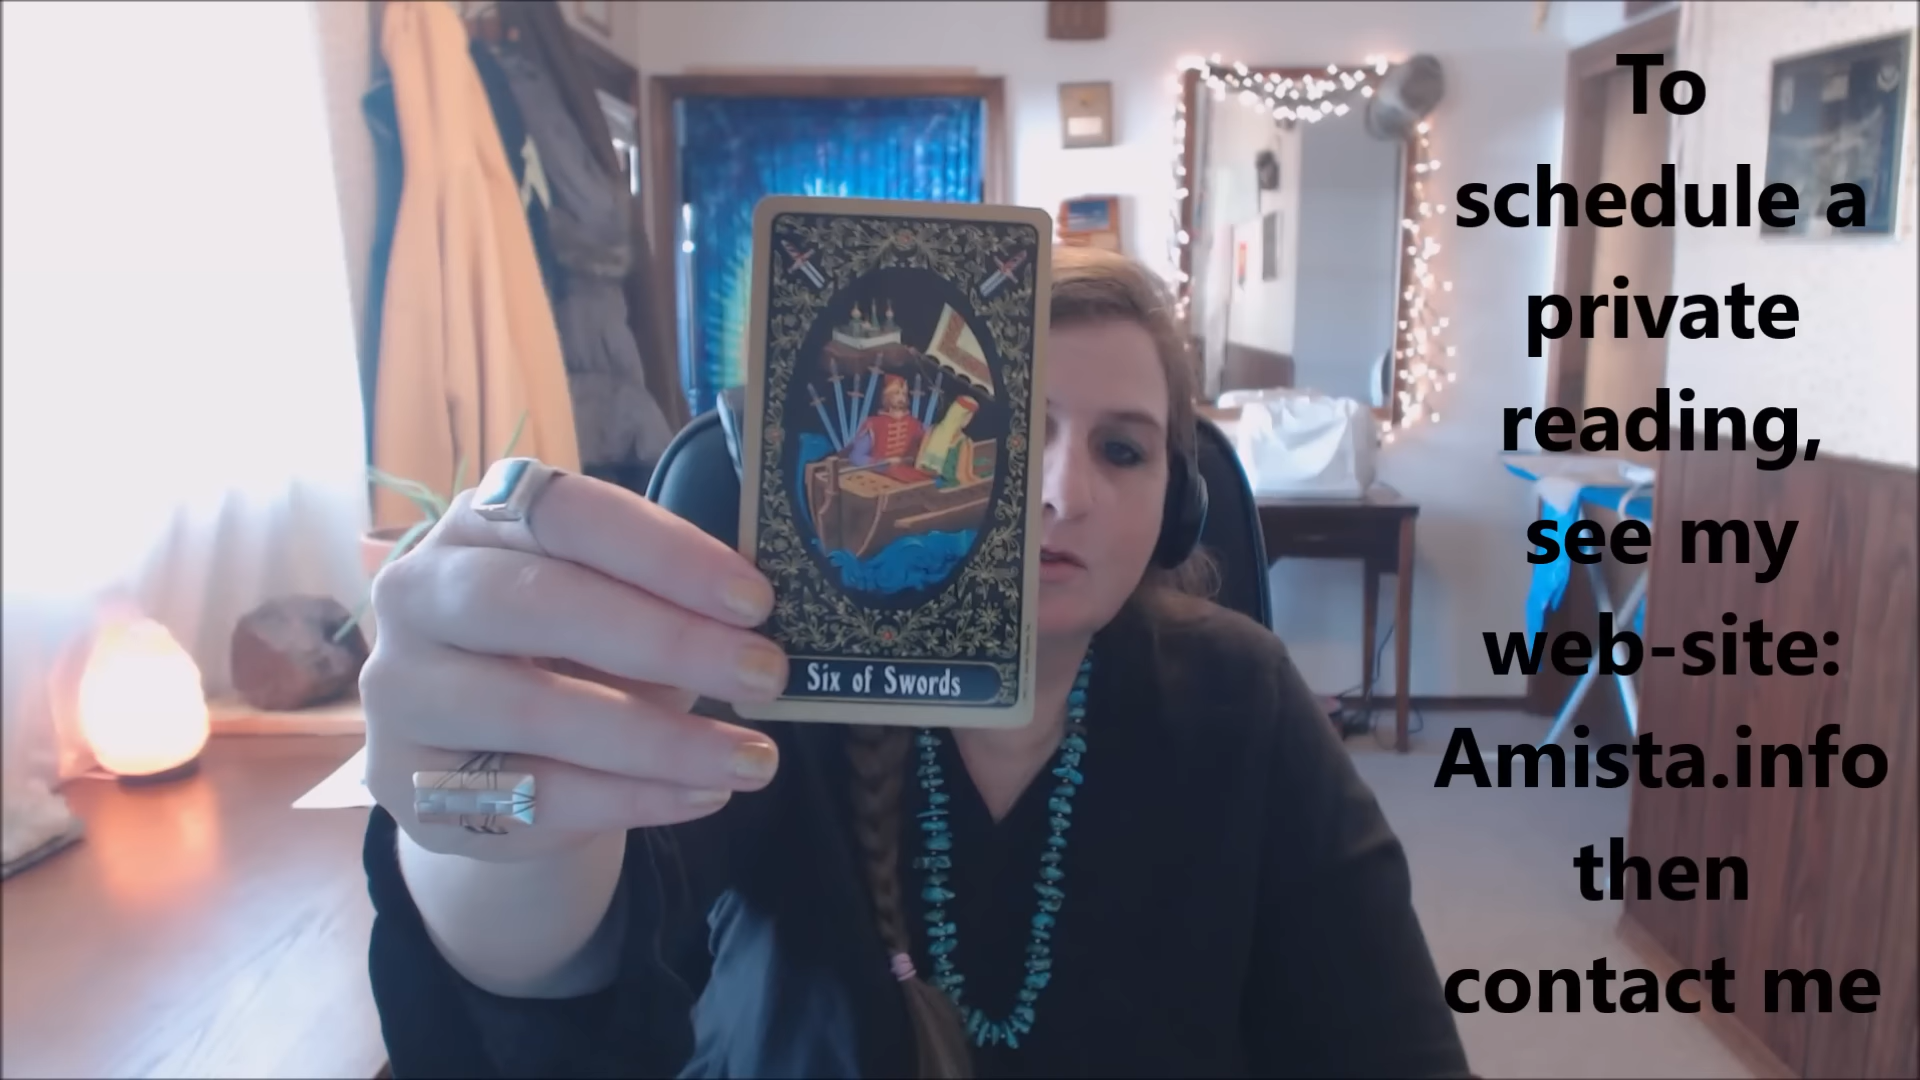 To
schedule a
private
reading,
see my
web-site:
Amista.info
then
contact me
Six of Swords